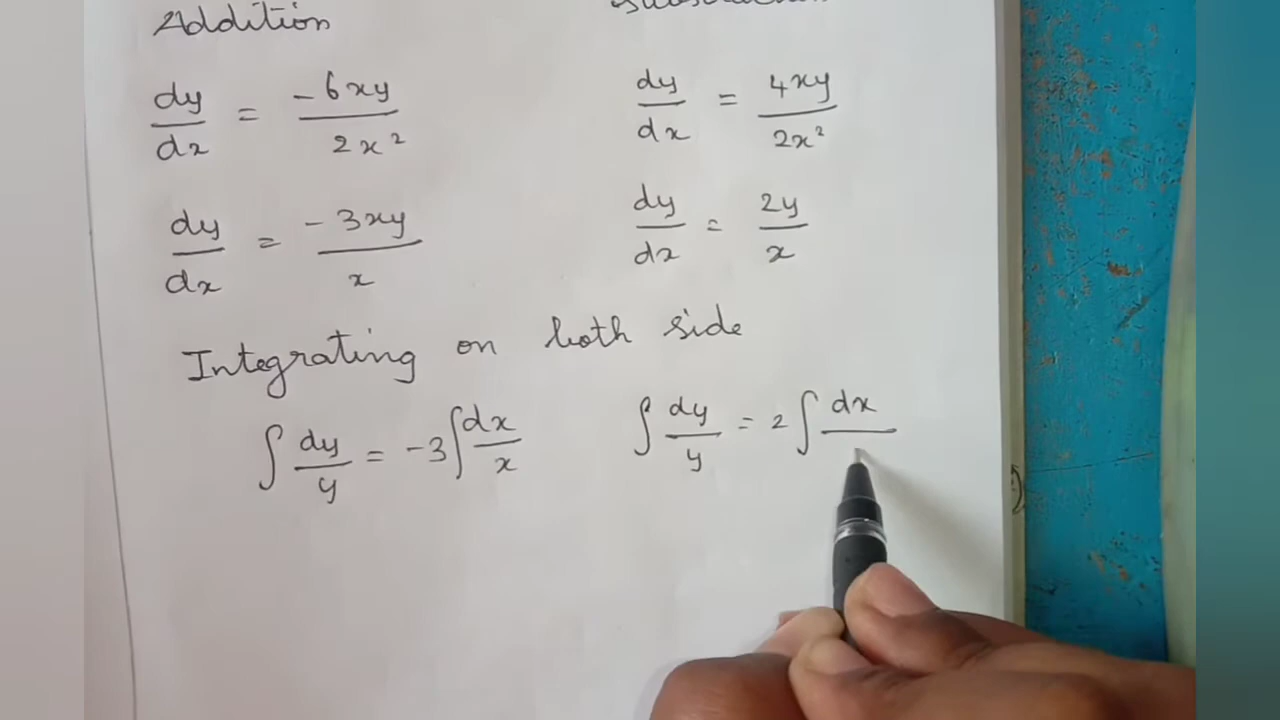 Addition
dy/dx = -6xy/2x² dy/dx = 4xy/2x²
dy/dx = -3xy/x dy/dx = 2y/x
Integrating on both side
∫ dy/y = -3 ∫ dx/x ∫ dy/y = 2 ∫ dx/